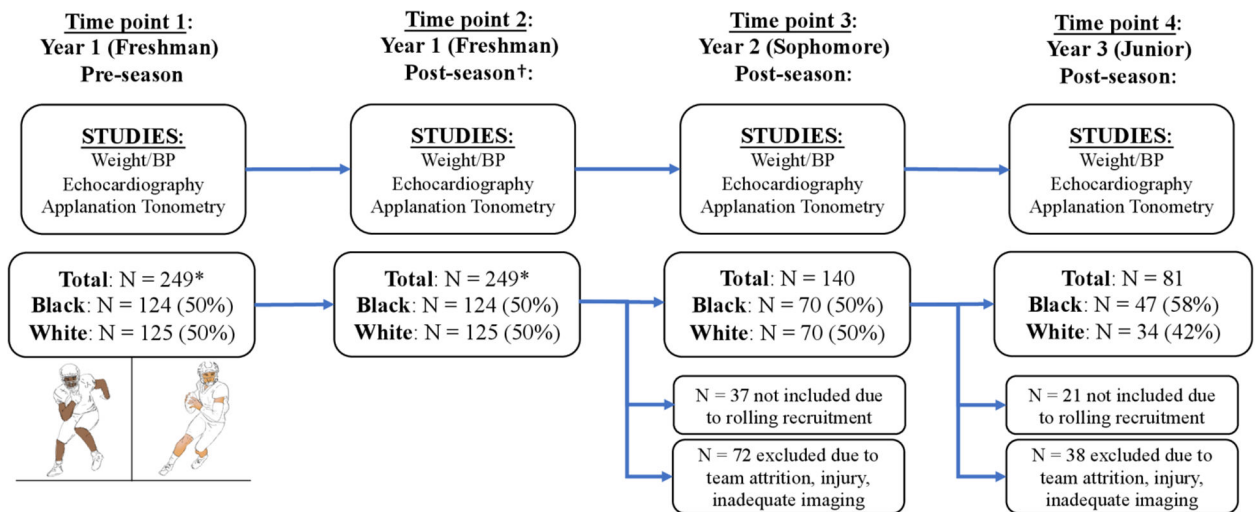 Time point 1:
Year 1 (Freshman)
Pre-season
Time point 2:
Year 1 (Freshman)
Post-season†:
Time point 3:
Year 2 (Sophomore)
Post-season:
Time point 4:
Year 3 (Junior)
Post-season:
STUDIES:
Weight/BP
Echocardiography
Applanation Tonometry
STUDIES:
Weight/BP
Echocardiography
Applanation Tonometry
STUDIES:
Weight/BP
Echocardiography
Applanation Tonometry
STUDIES:
Weight/BP
Echocardiography
Applanation Tonometry
Total: N = 249*
Black: N = 124 (50%)
White: N = 125 (50%)
Total: N = 249*
Black: N = 124 (50%)
White: N = 125 (50%)
Total: N = 140
Black: N = 70 (50%)
White: N = 70 (50%)
Total: N = 81
Black: N = 47 (58%)
White: N = 34 (42%)
N = 37 not included due
to rolling recruitment
N = 21 not included due
to rolling recruitment
N = 72 excluded due to
team attrition, injury,
inadequate imaging
N = 38 excluded due to
team attrition, injury,
inadequate imaging